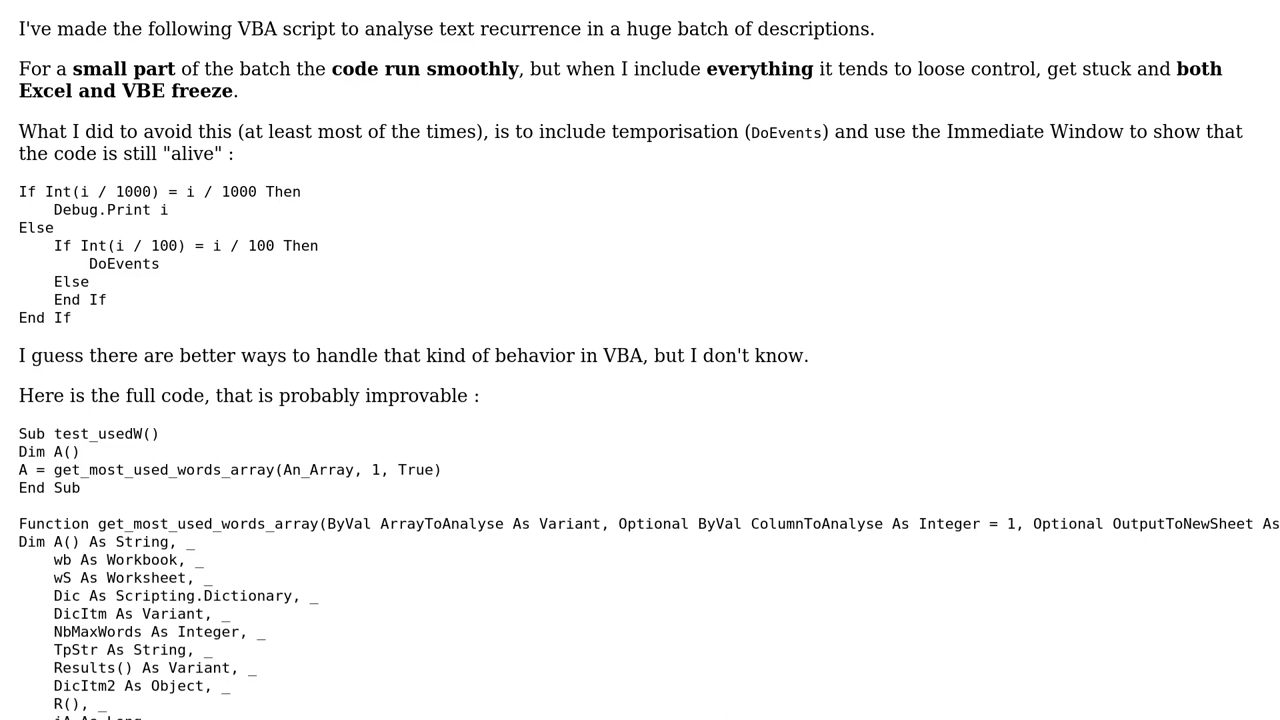 I've made the following VBA script to analyse text recurrence in a huge batch of descriptions.
For a small part of the batch the code run smoothly, but when I include everything it tends to loose control, get stuck and both
Excel and VBE freeze.
What I did to avoid this (at least most of the times), is to include temporisation (DoEvents) and use the Immediate Window to show that
the code is still "alive" :
If Int(i / 1000) = i / 1000 Then
    Debug.Print i
Else
    If Int(i / 100) = i / 100 Then
        DoEvents
    Else
    End If
End If
I guess there are better ways to handle that kind of behavior in VBA, but I don't know.
Here is the full code, that is probably improvable :
Sub test_usedW()
Dim A()
A = get_most_used_words_array(An_Array, 1, True)
End Sub
Function get_most_used_words_array(ByVal ArrayToAnalyse As Variant, Optional ByVal ColumnToAnalyse As Integer = 1, Optional OutputToNewSheet As
Dim A() As String, _
    wb As Workbook, _
    wS As Worksheet, _
    Dic As Scripting.Dictionary, _
    DicItm As Variant, _
    NbMaxWords As Integer, _
    TpStr As String, _
    Results() As Variant, _
    DicItm2 As Object, _
    R(), _